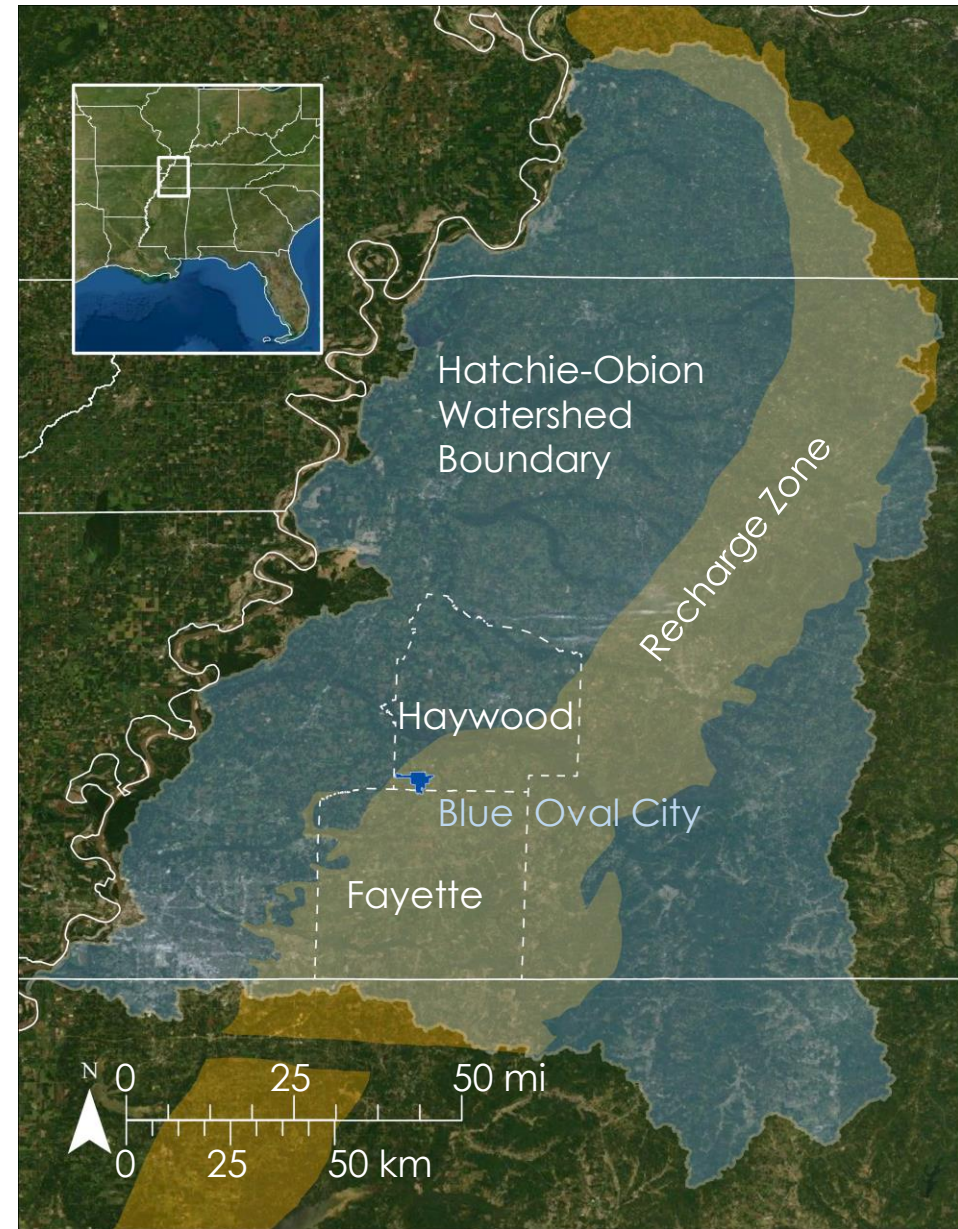 Hatchie-Obion
Watershed
Boundary
Recharge Zone
Haywood
Blue Oval City
Fayette
N
0 25 50 mi
0 25 50 km